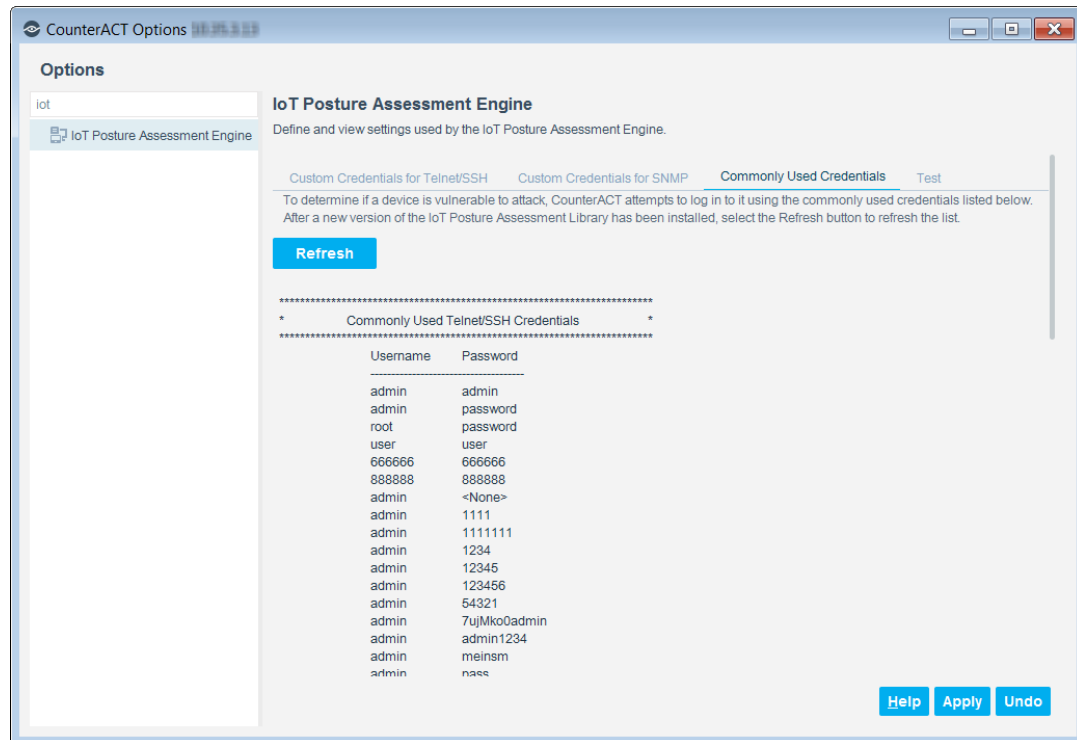 CounterACT Options
Options
iot
IoT Posture Assessment Engine
IoT Posture Assessment Engine
Define and view settings used by the IoT Posture Assessment Engine.
Custom Credentials for Telnet/SSH Custom Credentials for SNMP Commonly Used Credentials Test
To determine if a device is vulnerable to attack, CounterACT attempts to log in to it using the commonly used credentials listed below.
After a new version of the IoT Posture Assessment Library has been installed, select the Refresh button to refresh the list.
Refresh
*************************************************************************
* Commonly Used Telnet/SSH Credentials *
*************************************************************************
Username Password
--------------------------------------
admin admin
admin password
root password
user user
666666 666666
888888 888888
admin <None>
admin 1111
admin 1111111
admin 1234
admin 12345
admin 123456
admin 54321
admin 7ujMko0admin
admin admin1234
admin meinsm
admin pass
Help Apply Undo